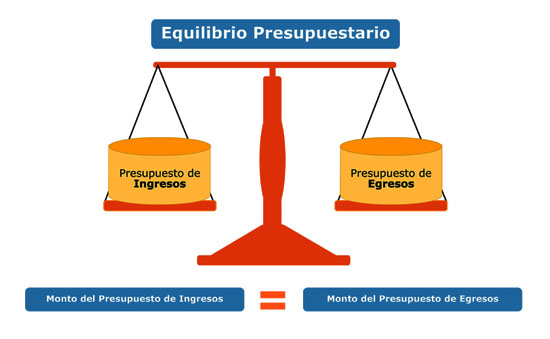 Equilibrio Presupuestario
Presupuesto de
Ingresos
Presupuesto de
Egresos
Monto del Presupuesto de Ingresos
=
Monto del Presupuesto de Egresos